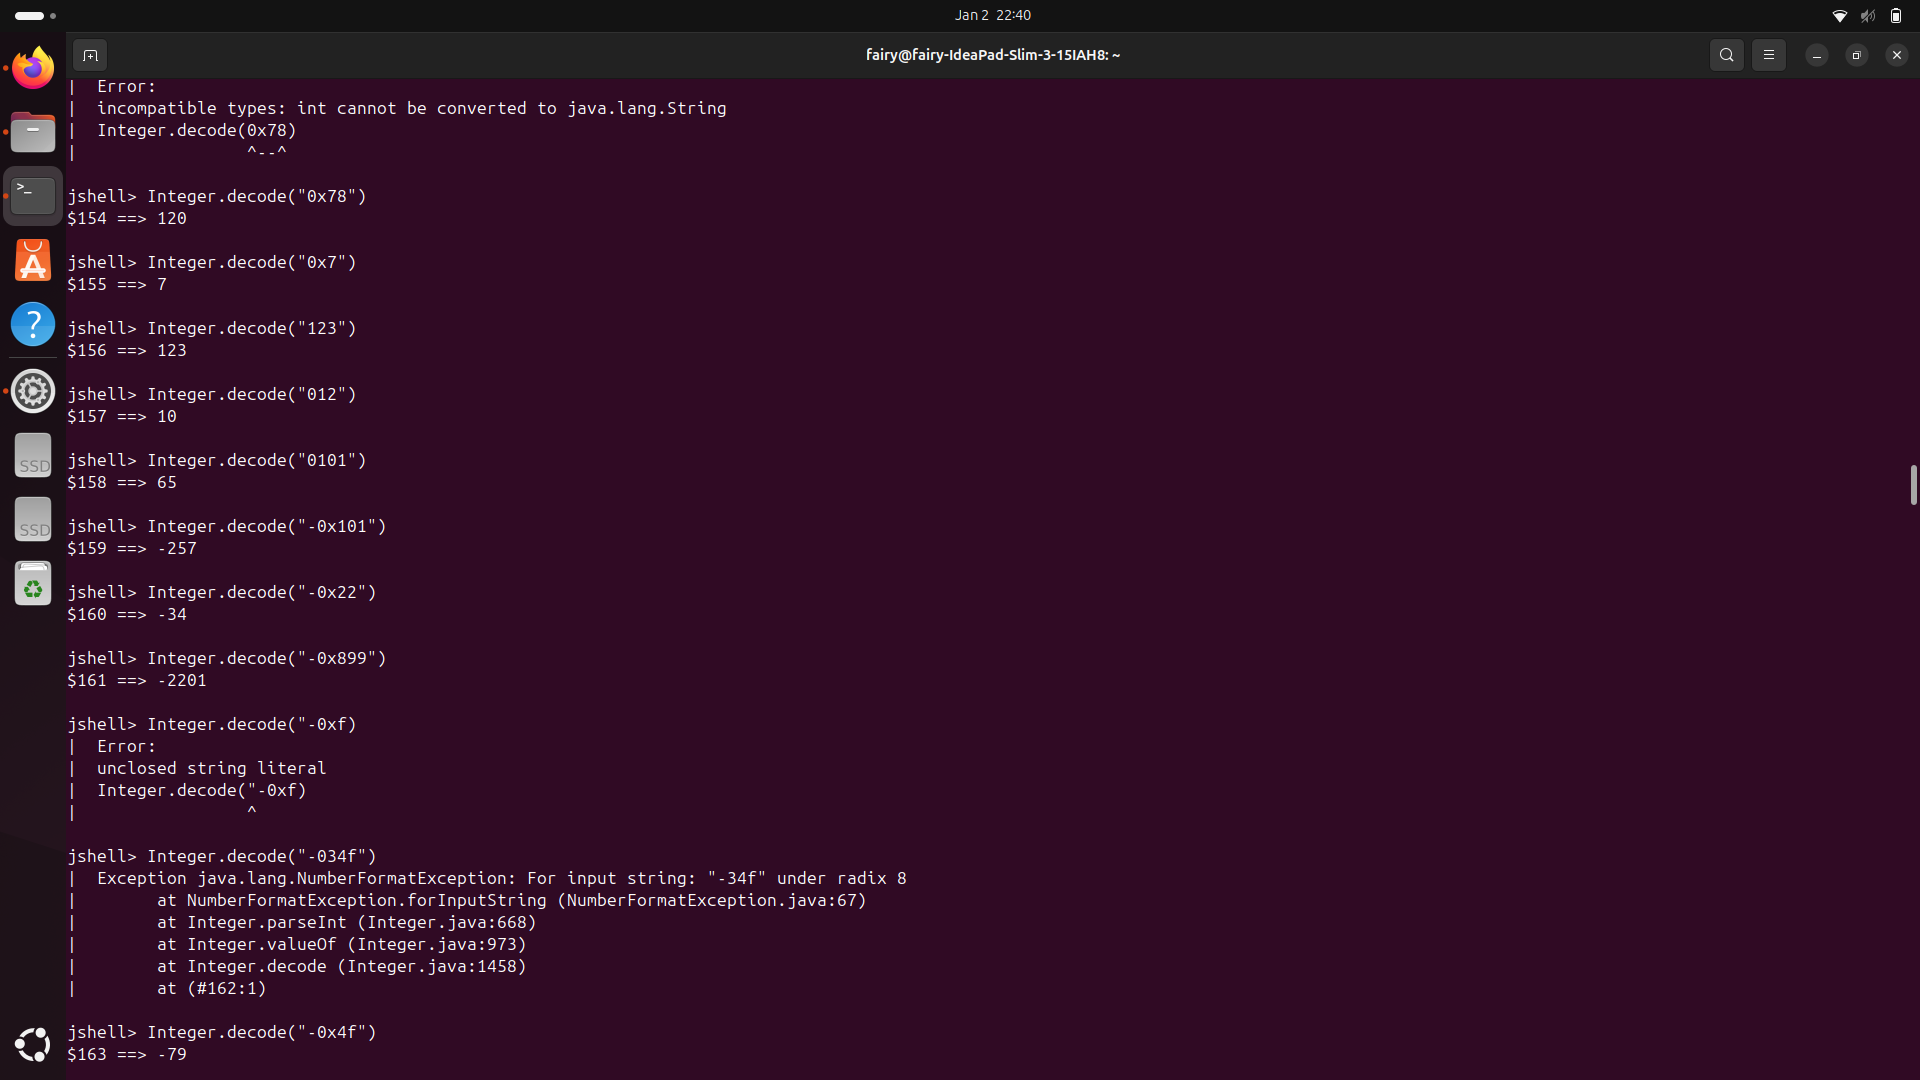 Jan 2 22:40
fairy@fairy-IdeaPad-Slim-3-15IAH8: ~
| Error:
| incompatible types: int cannot be converted to java.lang.String
| Integer.decode(0x78)
| ^--^
jshell> Integer.decode("0x78")
$154 ==> 120
jshell> Integer.decode("0x7")
$155 ==> 7
jshell> Integer.decode("123")
$156 ==> 123
jshell> Integer.decode("012")
$157 ==> 10
jshell> Integer.decode("0101")
$158 ==> 65
jshell> Integer.decode("-0x101")
$159 ==> -257
jshell> Integer.decode("-0x22")
$160 ==> -34
jshell> Integer.decode("-0x899")
$161 ==> -2201
jshell> Integer.decode("-0xf)
| Error:
| unclosed string literal
| Integer.decode("-0xf)
| ^
jshell> Integer.decode("-034f")
| Exception java.lang.NumberFormatException: For input string: "-34f" under radix 8
| at NumberFormatException.forInputString (NumberFormatException.java:67)
| at Integer.parseInt (Integer.java:668)
| at Integer.valueOf (Integer.java:973)
| at Integer.decode (Integer.java:1458)
| at (#162:1)
jshell> Integer.decode("-0x4f")
$163 ==> -79
>_
?
SSD
SSD